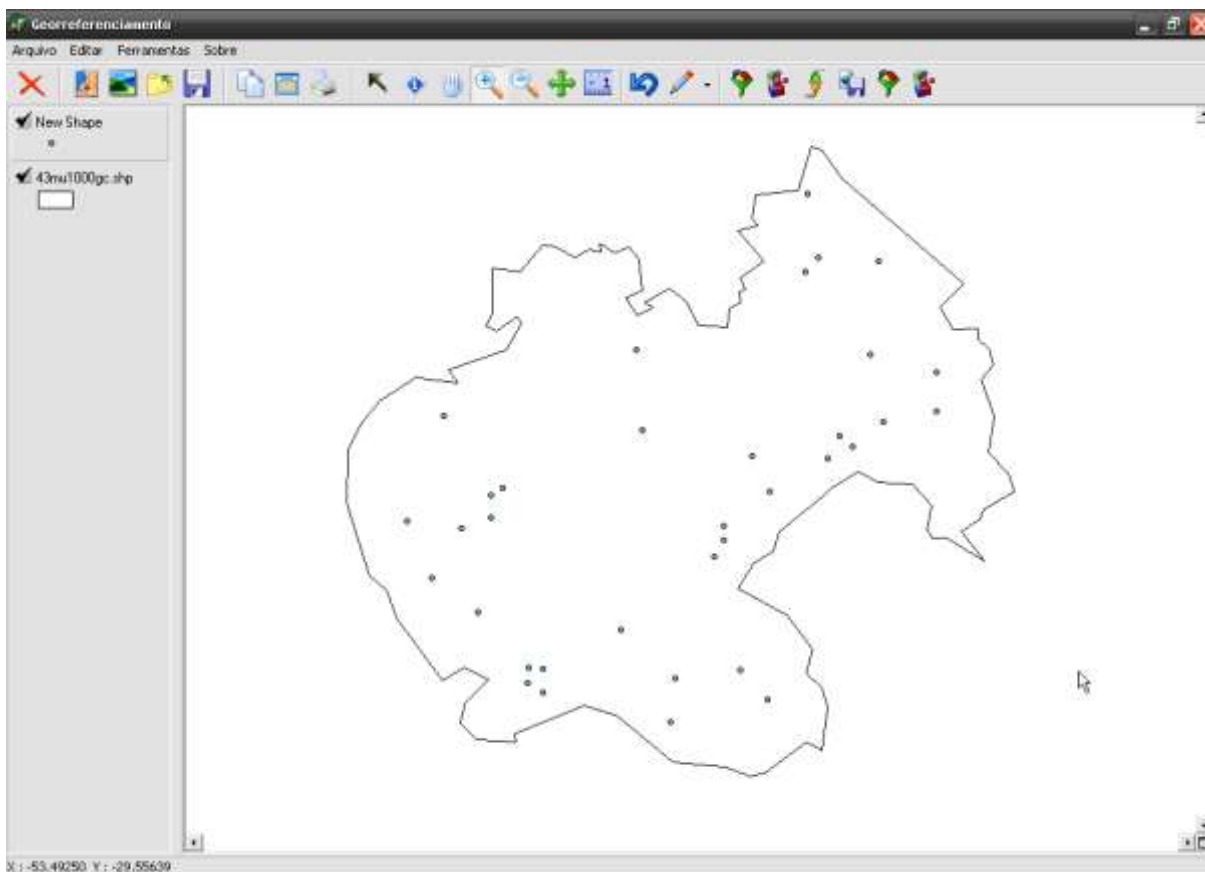 Georreferenciamento
Arquivo Editar Ferramentas Sobre
New Shape
43mu1000gc.shp
X : -53.49250 Y : -29.55639